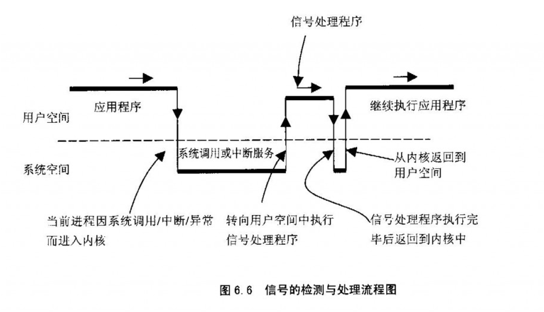 信号处理程序
应用程序
继续执行应用程序
用户空间
系统空间
系统调用或中断服务
从内核返回到
用户空间
当前进程因系统调用/中断/异常
而进入内核
转向用户空间中执行
信号处理程序
信号处理程序执行完
毕后返回到内核中
图 6.6 信号的检测与处理流程图